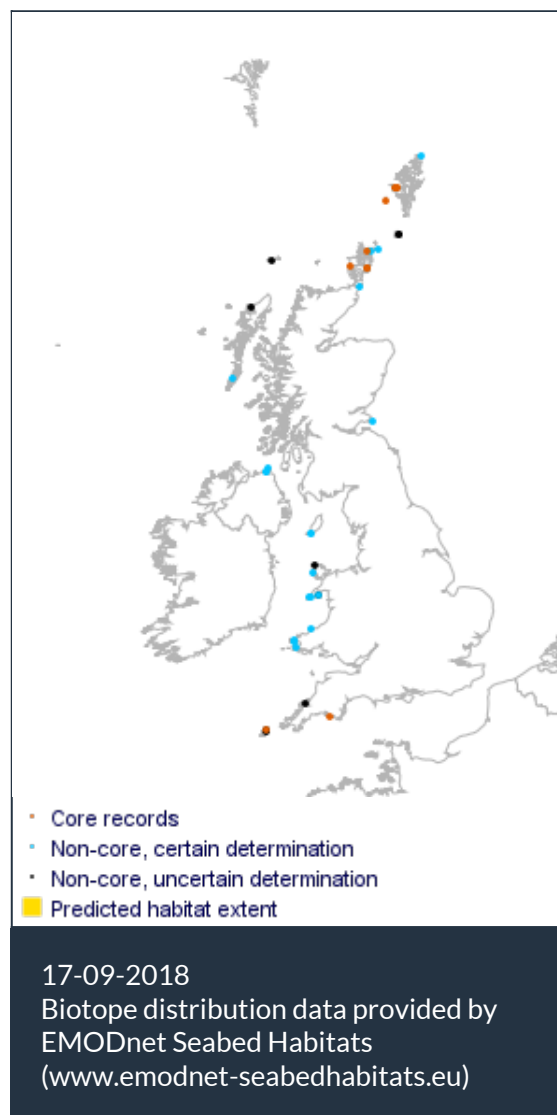 Core records
Non-core, certain determination
Non-core, uncertain determination
Predicted habitat extent
17-09-2018
Biotope distribution data provided by
EMODnet Seabed Habitats
(www.emodnet-seabedhabitats.eu)